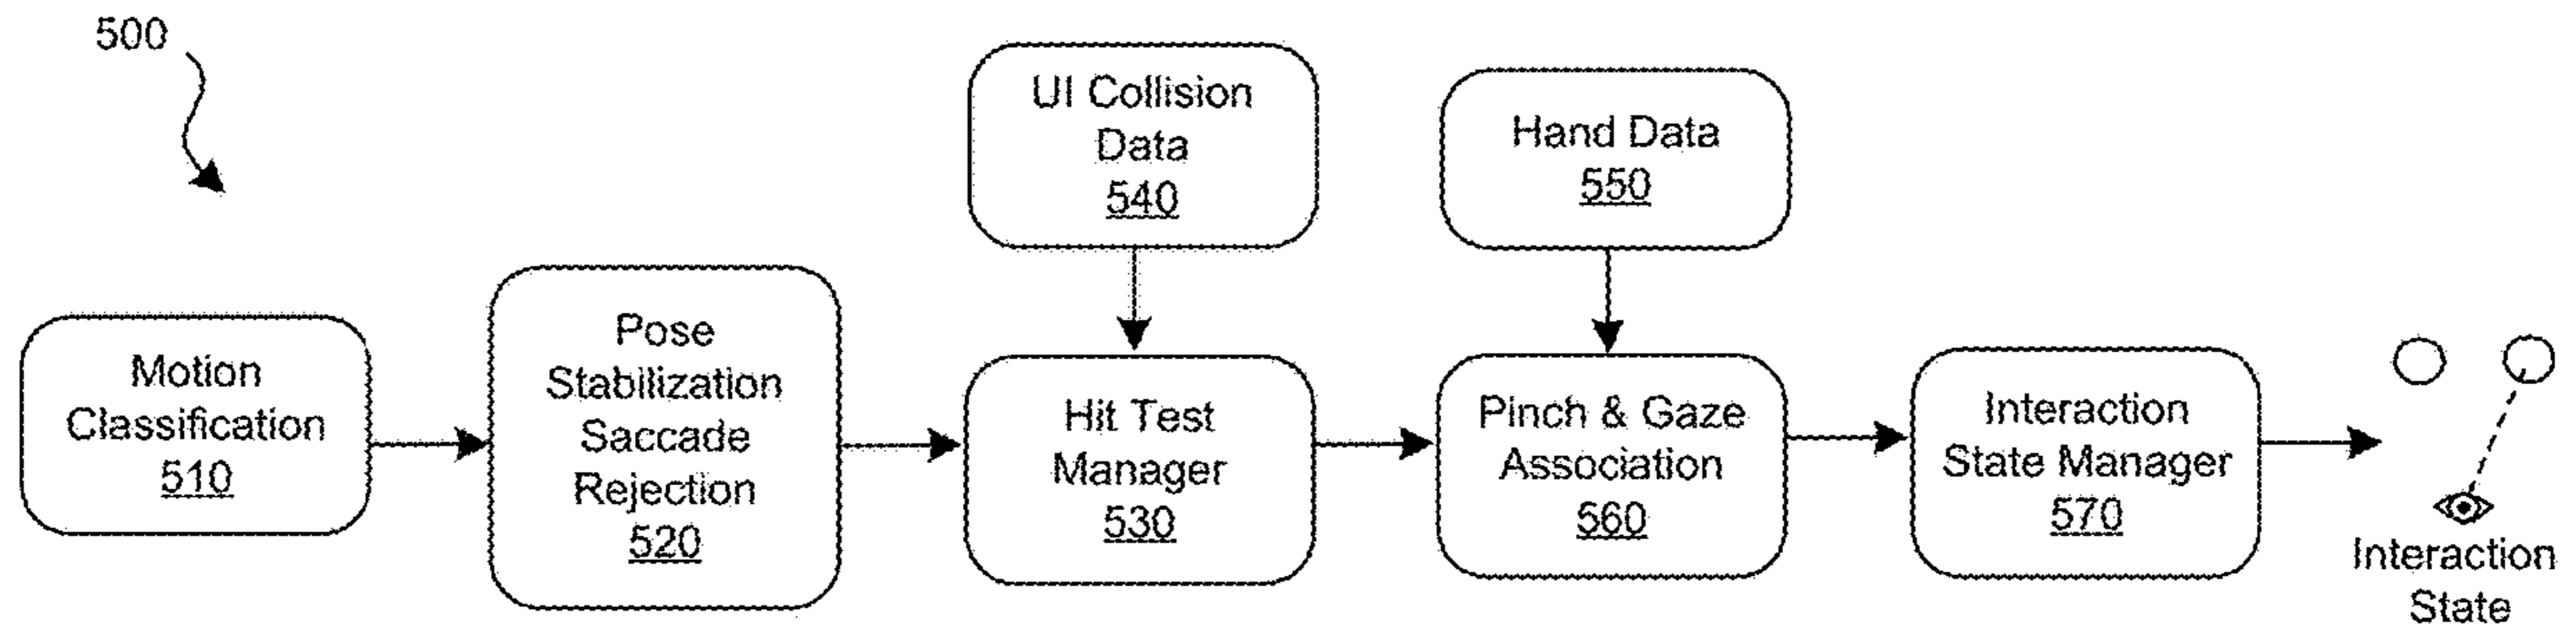 500
UI Collision
Data
540
Hand Data
550
Motion
Classification
510
Pose
Stabilization
Saccade
Rejection
520
Hit Test
Manager
530
Pinch & Gaze
Association
560
Interaction
State Manager
570
Interaction
State